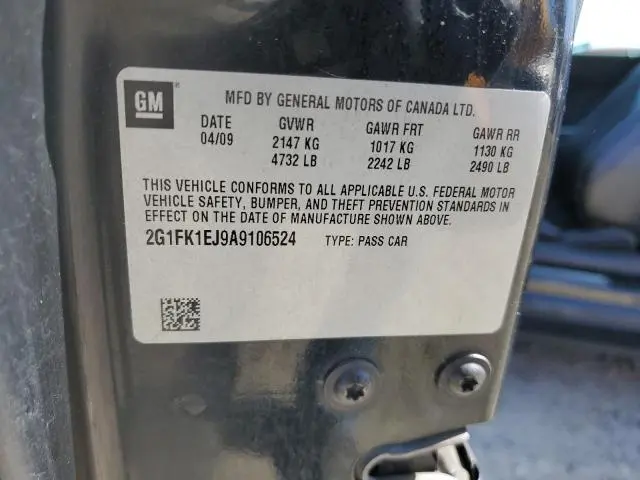 GM
MFD BY GENERAL MOTORS OF CANADA LTD.
DATE GVWR GAWR FRT GAWR RR
04/09 2147 KG 1017 KG 1130 KG
4732 LB 2242 LB 2490 LB
THIS VEHICLE CONFORMS TO ALL APPLICABLE U.S. FEDERAL MOTOR
VEHICLE SAFETY, BUMPER, AND THEFT PREVENTION STANDARDS IN
EFFECT ON THE DATE OF MANUFACTURE SHOWN ABOVE.
2G1FK1EJ9A9106524 TYPE: PASS CAR